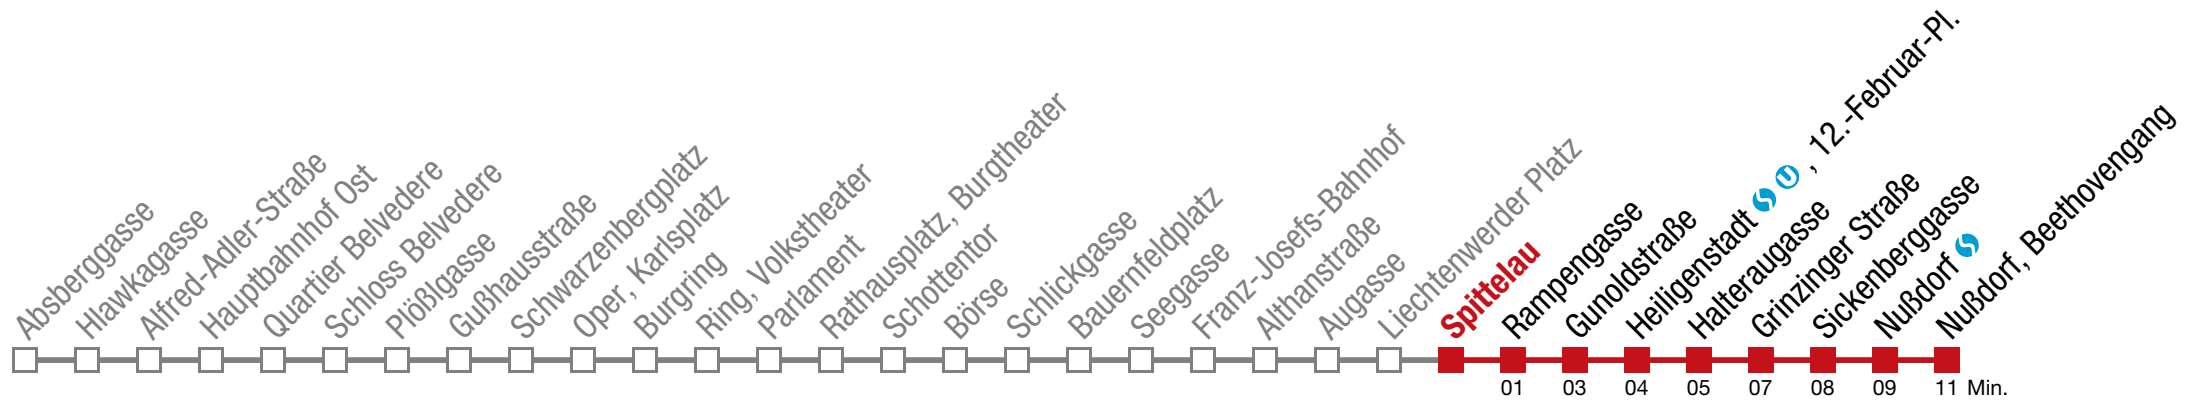 Absberggasse
Hlawkagasse
Alfred-Adler-Straße
Hauptbahnhof Ost
Quartier Belvedere
Schloss Belvedere
Plößlgasse
Gußhausstraße
Schwarzenbergplatz
Oper, Karlsplatz
Burgring
Ring, Volkstheater
Parlament
Rathausplatz, Burgtheater
Schottentor
Börse
Schlickgasse
Bauernfeldplatz
Seegasse
Franz-Josefs-Bahnhof
Althanstraße
Augasse
Liechtenwerder Platz
Spittelau
Rampengasse
Gunoldstraße
Heiligenstadt S U , 12.-Februar-Pl.
Halteraugasse
Grinzinger Straße
Sickenberggasse
Nußdorf S
Nußdorf, Beethovengang
01 03 04 05 07 08 09 11 Min.